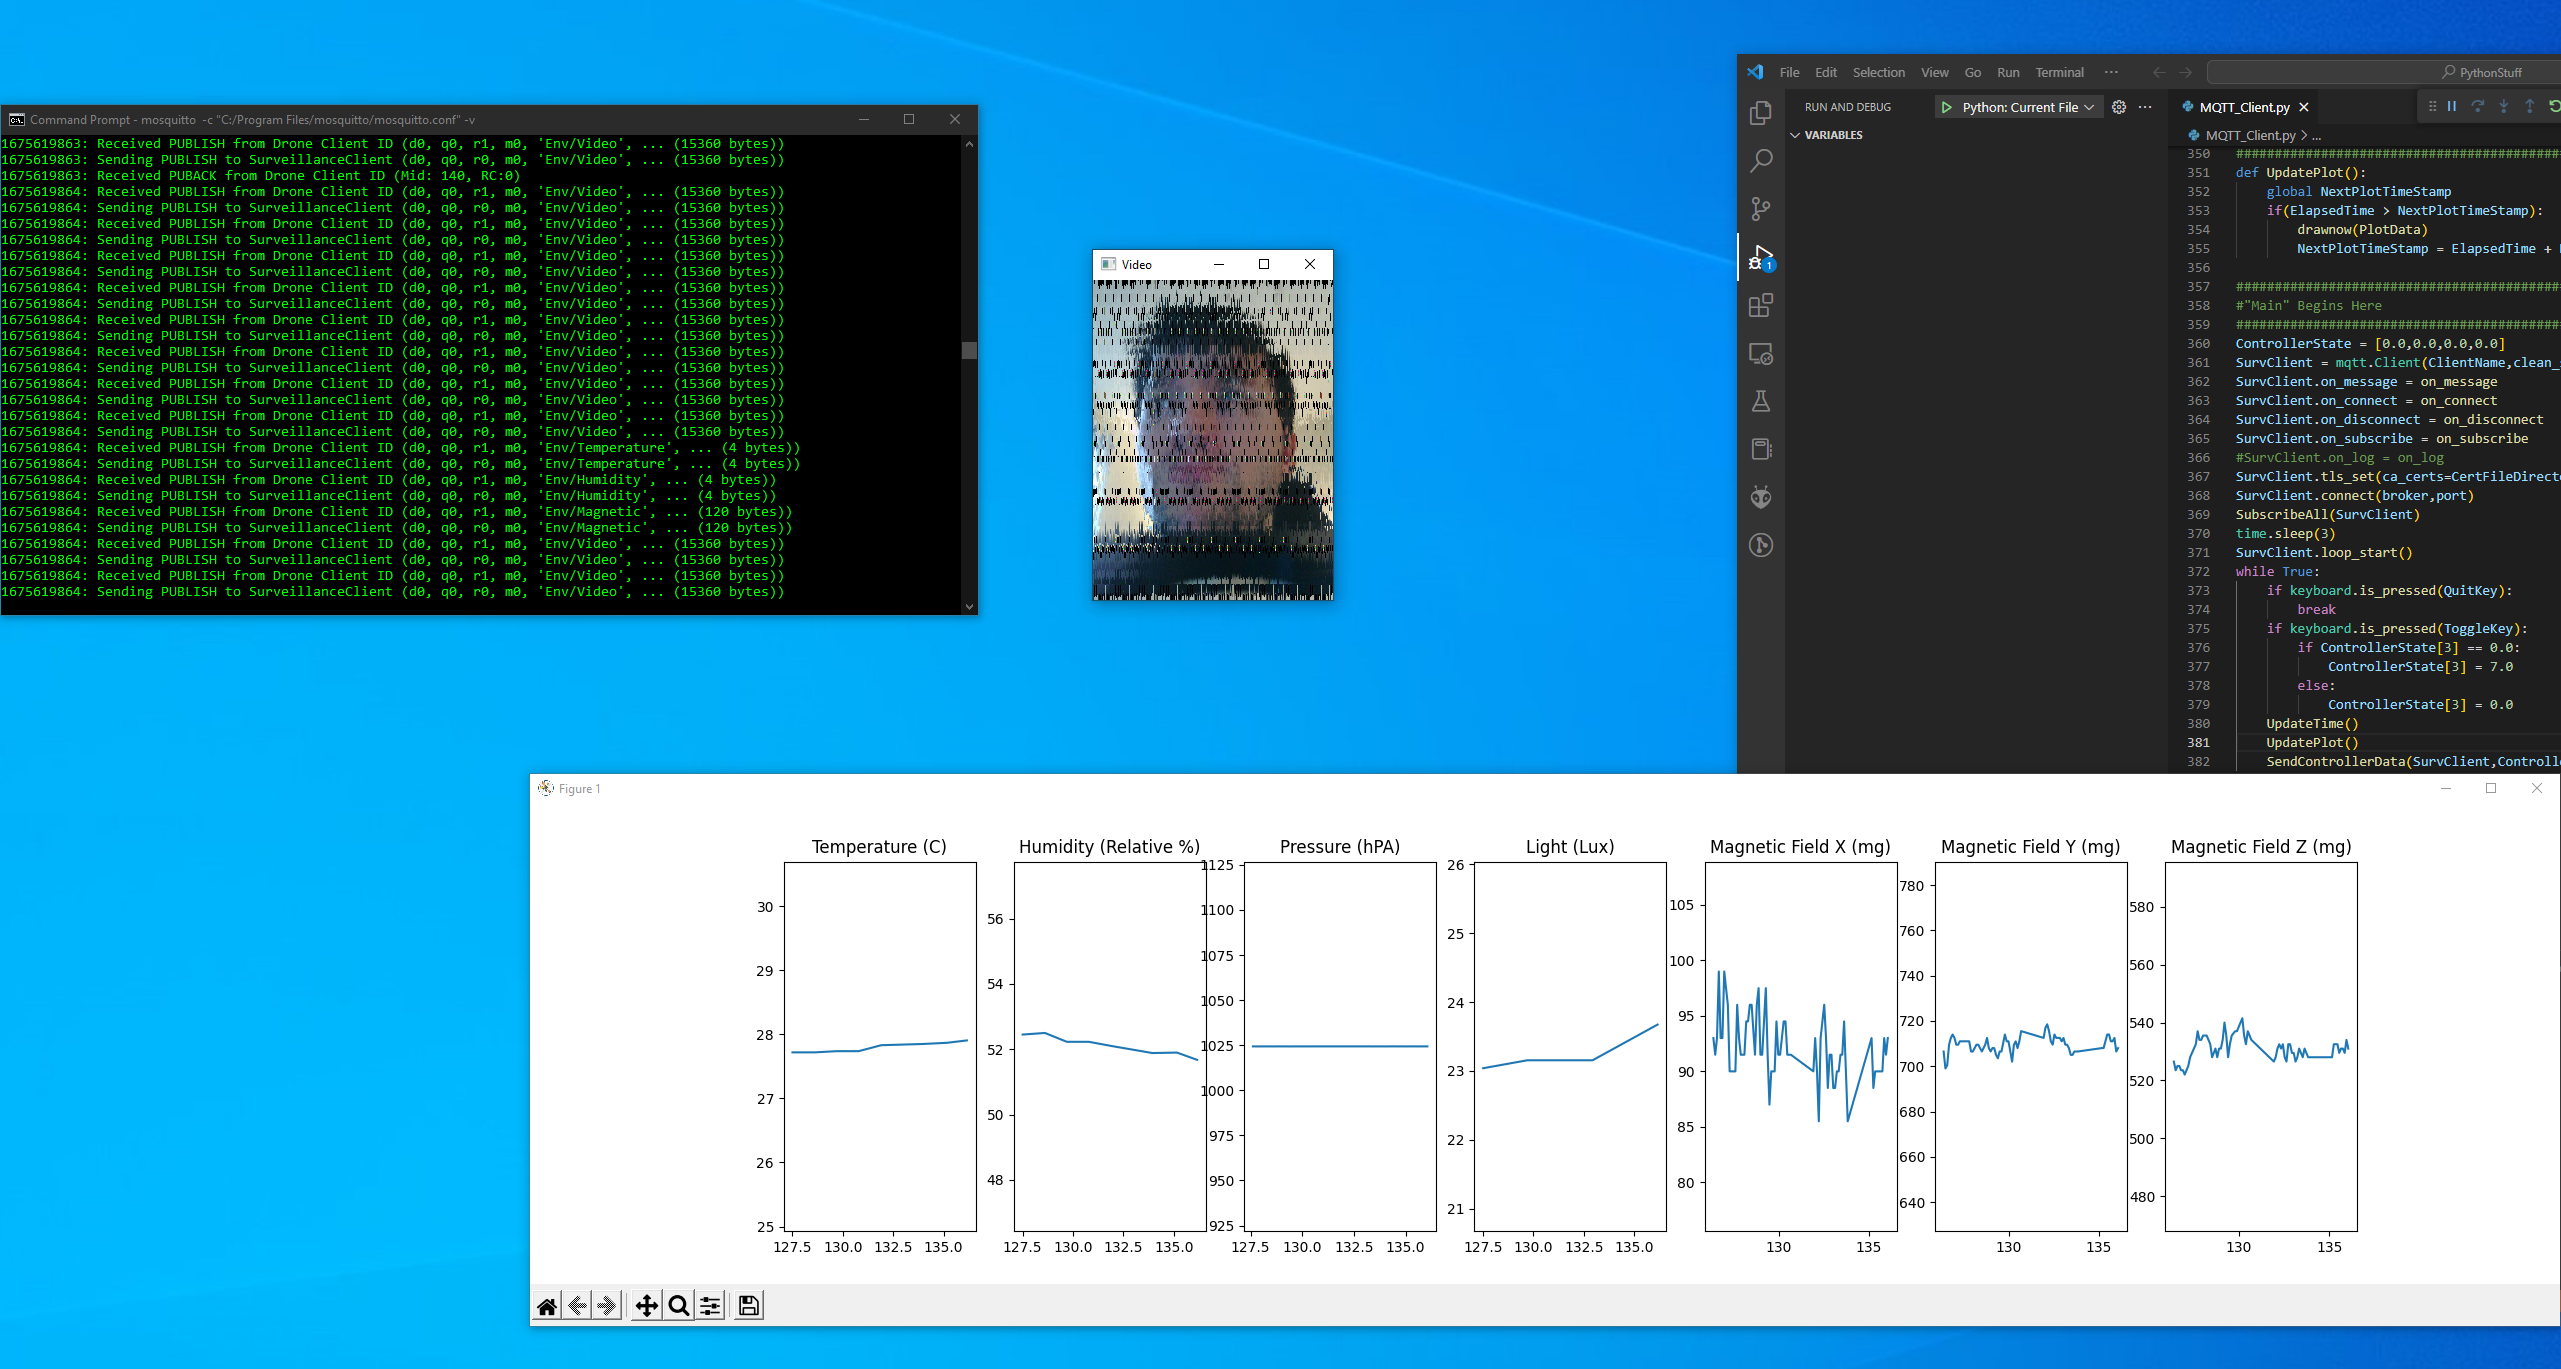 Command Prompt - mosquitto -c "C:/Program Files/mosquitto/mosquitto.conf" -v
1675619863: Received PUBLISH from Drone Client ID (d0, q0, r1, m0, 'Env/Video', ... (15360 bytes))
1675619863: Sending PUBLISH to SurveillanceClient (d0, q0, r0, m0, 'Env/Video', ... (15360 bytes))
1675619863: Received PUBACK from Drone Client ID (Mid: 140, RC:0)
1675619864: Received PUBLISH from Drone Client ID (d0, q0, r1, m0, 'Env/Video', ... (15360 bytes))
1675619864: Sending PUBLISH to SurveillanceClient (d0, q0, r0, m0, 'Env/Video', ... (15360 bytes))
1675619864: Received PUBLISH from Drone Client ID (d0, q0, r1, m0, 'Env/Video', ... (15360 bytes))
1675619864: Sending PUBLISH to SurveillanceClient (d0, q0, r0, m0, 'Env/Video', ... (15360 bytes))
1675619864: Received PUBLISH from Drone Client ID (d0, q0, r1, m0, 'Env/Video', ... (15360 bytes))
1675619864: Sending PUBLISH to SurveillanceClient (d0, q0, r0, m0, 'Env/Video', ... (15360 bytes))
1675619864: Received PUBLISH from Drone Client ID (d0, q0, r1, m0, 'Env/Video', ... (15360 bytes))
1675619864: Sending PUBLISH to SurveillanceClient (d0, q0, r0, m0, 'Env/Video', ... (15360 bytes))
1675619864: Received PUBLISH from Drone Client ID (d0, q0, r1, m0, 'Env/Video', ... (15360 bytes))
1675619864: Sending PUBLISH to SurveillanceClient (d0, q0, r0, m0, 'Env/Video', ... (15360 bytes))
1675619864: Received PUBLISH from Drone Client ID (d0, q0, r1, m0, 'Env/Video', ... (15360 bytes))
1675619864: Sending PUBLISH to SurveillanceClient (d0, q0, r0, m0, 'Env/Video', ... (15360 bytes))
1675619864: Received PUBLISH from Drone Client ID (d0, q0, r1, m0, 'Env/Video', ... (15360 bytes))
1675619864: Sending PUBLISH to SurveillanceClient (d0, q0, r0, m0, 'Env/Video', ... (15360 bytes))
1675619864: Received PUBLISH from Drone Client ID (d0, q0, r1, m0, 'Env/Video', ... (15360 bytes))
1675619864: Sending PUBLISH to SurveillanceClient (d0, q0, r0, m0, 'Env/Video', ... (15360 bytes))
1675619864: Received PUBLISH from Drone Client ID (d0, q0, r1, m0, 'Env/Temperature', ... (4 bytes))
1675619864: Sending PUBLISH to SurveillanceClient (d0, q0, r0, m0, 'Env/Temperature', ... (4 bytes))
1675619864: Received PUBLISH from Drone Client ID (d0, q0, r1, m0, 'Env/Humidity', ... (4 bytes))
1675619864: Sending PUBLISH to SurveillanceClient (d0, q0, r0, m0, 'Env/Humidity', ... (4 bytes))
1675619864: Received PUBLISH from Drone Client ID (d0, q0, r1, m0, 'Env/Magnetic', ... (120 bytes))
1675619864: Sending PUBLISH to SurveillanceClient (d0, q0, r0, m0, 'Env/Magnetic', ... (120 bytes))
1675619864: Received PUBLISH from Drone Client ID (d0, q0, r1, m0, 'Env/Video', ... (15360 bytes))
1675619864: Sending PUBLISH to SurveillanceClient (d0, q0, r0, m0, 'Env/Video', ... (15360 bytes))
1675619864: Received PUBLISH from Drone Client ID (d0, q0, r1, m0, 'Env/Video', ... (15360 bytes))
1675619864: Sending PUBLISH to SurveillanceClient (d0, q0, r0, m0, 'Env/Video', ... (15360 bytes))
Video
File Edit Selection View Go Run Terminal ... PythonStuff
RUN AND DEBUG Python: Current File ... MQTT_Client.py
VARIABLES
1
MQTT_Client.py > ...
350 ##########################################
351 def UpdatePlot():
352 global NextPlotTimeStamp
353 if(ElapsedTime > NextPlotTimeStamp):
354 drawnow(PlotData)
355 NextPlotTimeStamp = ElapsedTime +
356
357 ##########################################
358 #"Main" Begins Here
359 ##########################################
360 ControllerState = [0.0,0.0,0.0,0.0]
361 SurvClient = mqtt.Client(ClientName,clean_
362 SurvClient.on_message = on_message
363 SurvClient.on_connect = on_connect
364 SurvClient.on_disconnect = on_disconnect
365 SurvClient.on_subscribe = on_subscribe
366 #SurvClient.on_log = on_log
367 SurvClient.tls_set(ca_certs=CertFileDirect
368 SurvClient.connect(broker,port)
369 SubscribeAll(SurvClient)
370 time.sleep(3)
371 SurvClient.loop_start()
372 while True:
373 if keyboard.is_pressed(QuitKey):
374 break
375 if keyboard.is_pressed(ToggleKey):
376 if ControllerState[3] == 0.0:
377 ControllerState[3] = 7.0
378 else:
379 ControllerState[3] = 0.0
380 UpdateTime()
381 UpdatePlot()
382 SendControllerData(SurvClient,Controll
Figure 1
Temperature (C)
30
29
28
27
26
25
127.5 130.0 132.5 135.0
Humidity (Relative %)
56
54
52
50
48
127.5 130.0 132.5 135.0
Pressure (hPA)
1125
1100
1075
1050
1025
1000
975
950
925
127.5 130.0 132.5 135.0
Light (Lux)
26
25
24
23
22
21
127.5 130.0 132.5 135.0
Magnetic Field X (mg)
105
100
95
90
85
80
130 135
Magnetic Field Y (mg)
780
760
740
720
700
680
660
640
130 135
Magnetic Field Z (mg)
580
560
540
520
500
480
130 135